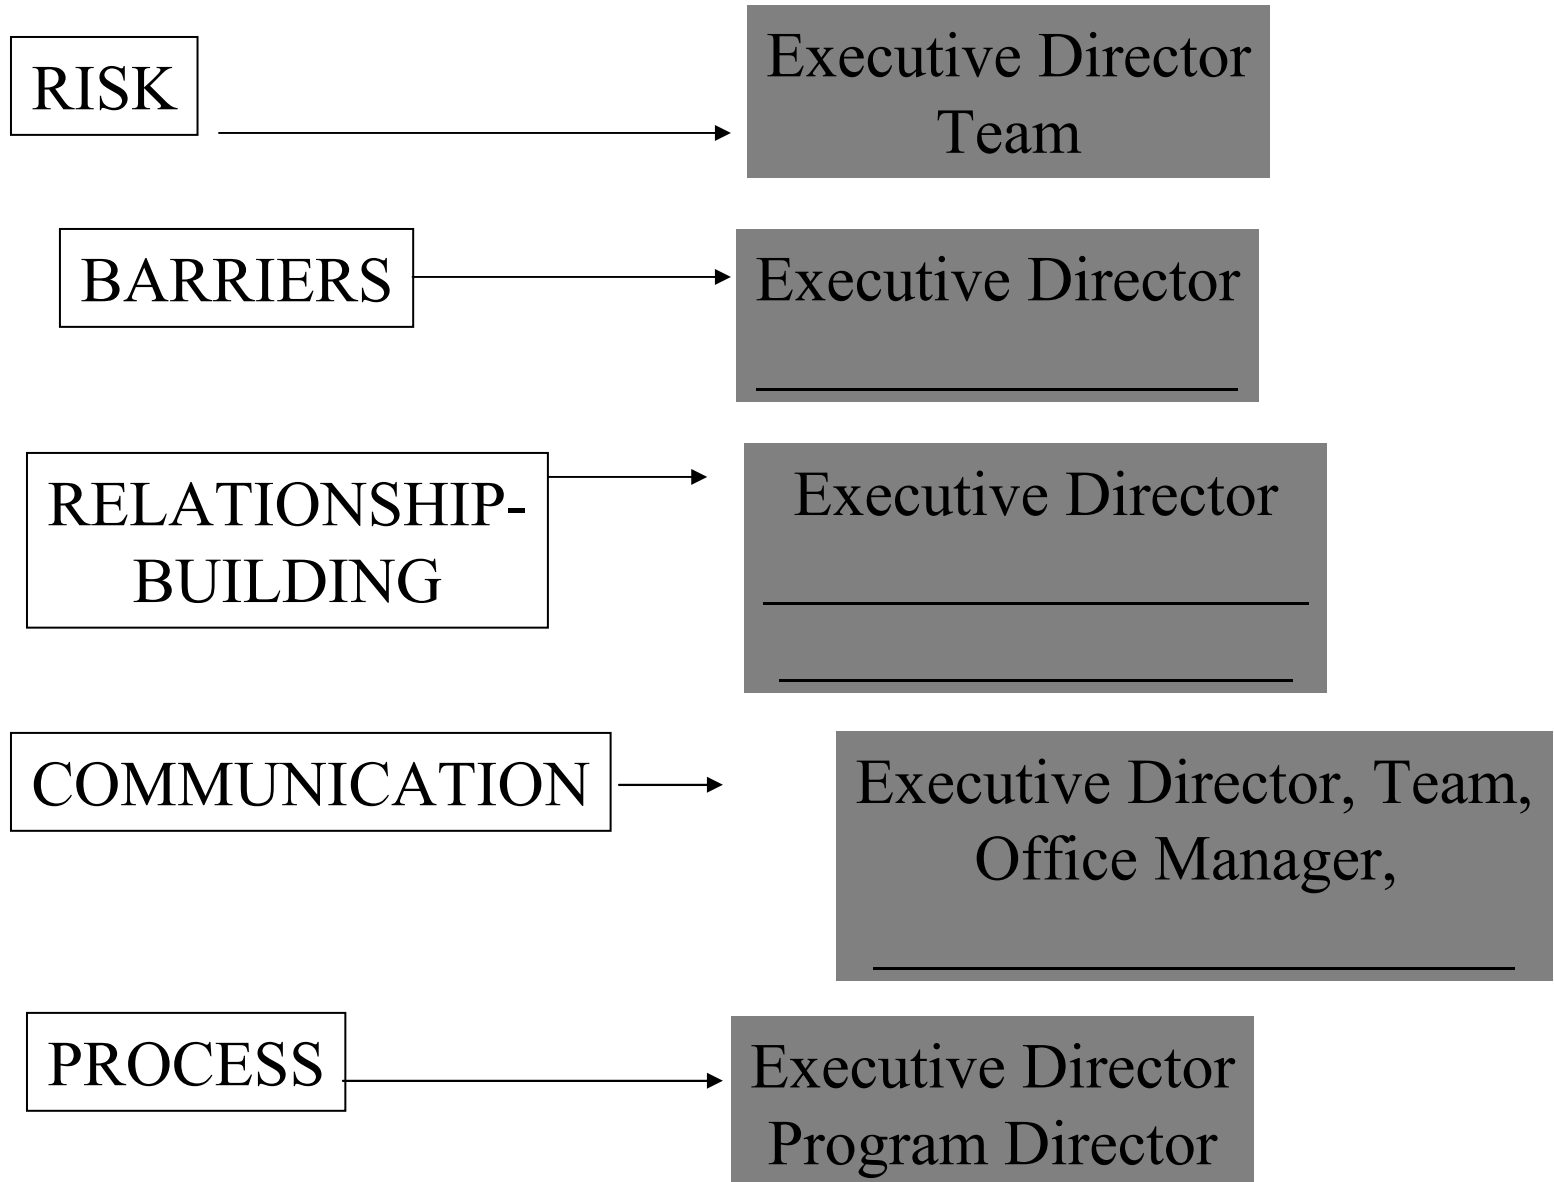 RISK
Executive Director
Team
BARRIERS
Executive Director
RELATIONSHIP-
BUILDING
Executive Director
COMMUNICATION
Executive Director, Team,
Office Manager,
PROCESS
Executive Director
Program Director